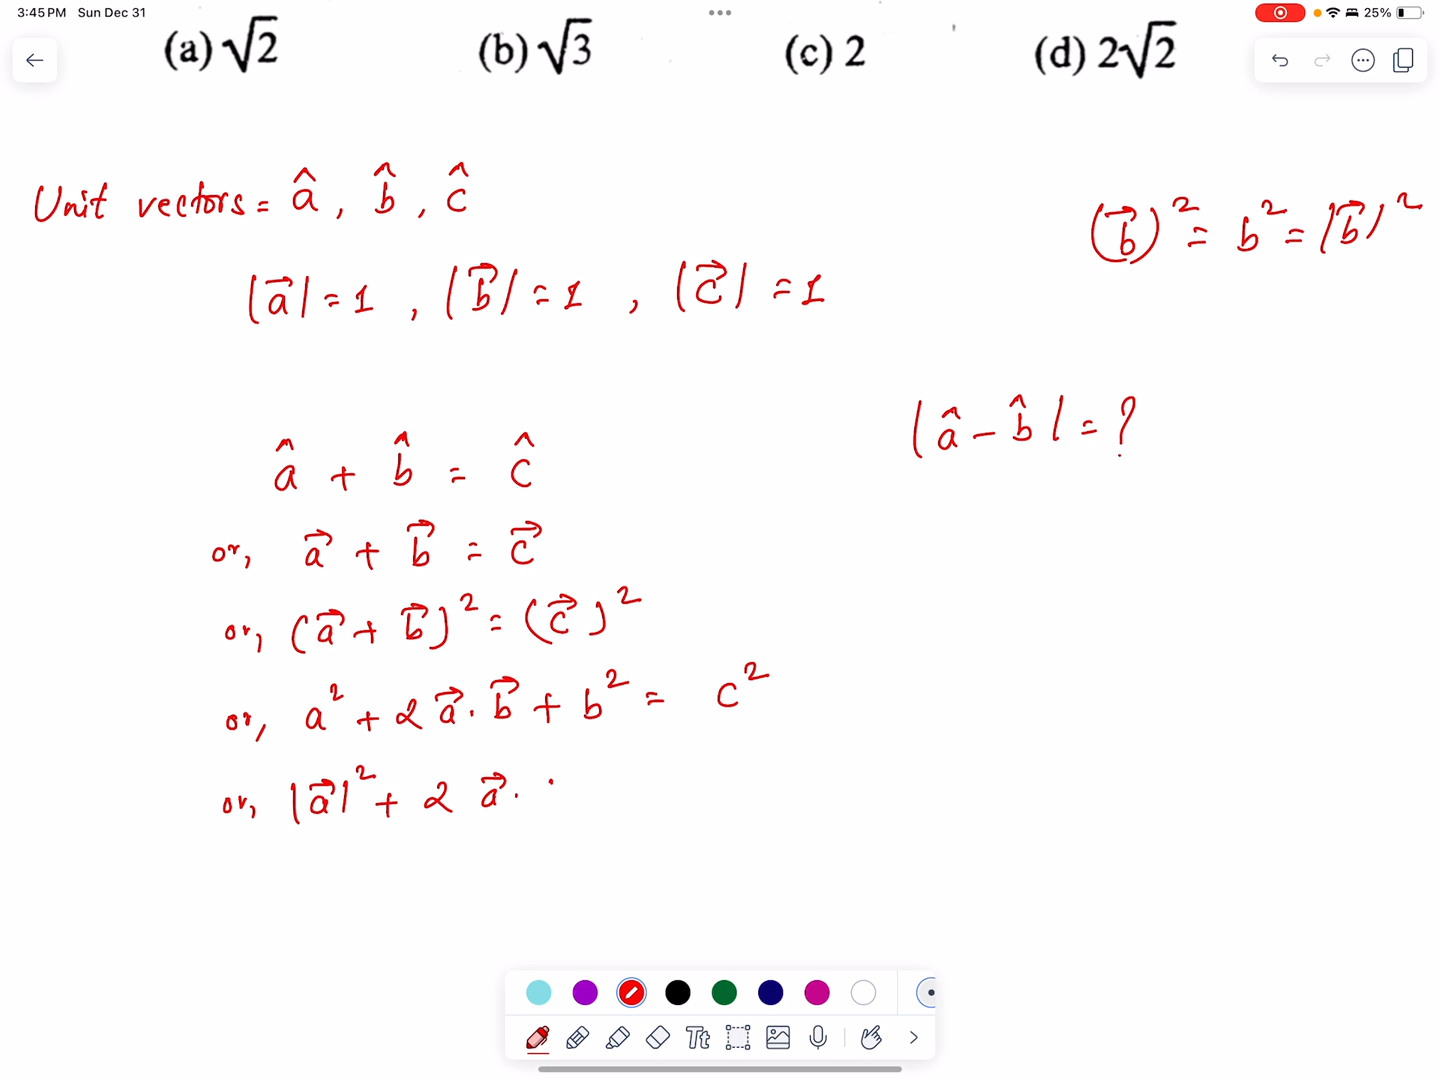 3:45 PM Sun Dec 31
25%
(a) √2 (b) √3 (c) 2 (d) 2√2
Unit vectors = â, b̂, ĉ
(b⃗)² = b² = |b⃗|²
|a⃗| = 1 , |b⃗| = 1 , |c⃗| = 1
|â − b̂| = ?
â + b̂ = ĉ
or, a⃗ + b⃗ = c⃗
or, (a⃗ + b⃗)² = (c⃗)²
or, a² + 2 a⃗ . b⃗ + b² = c²
or, |a⃗|² + 2 a⃗ .
Tt